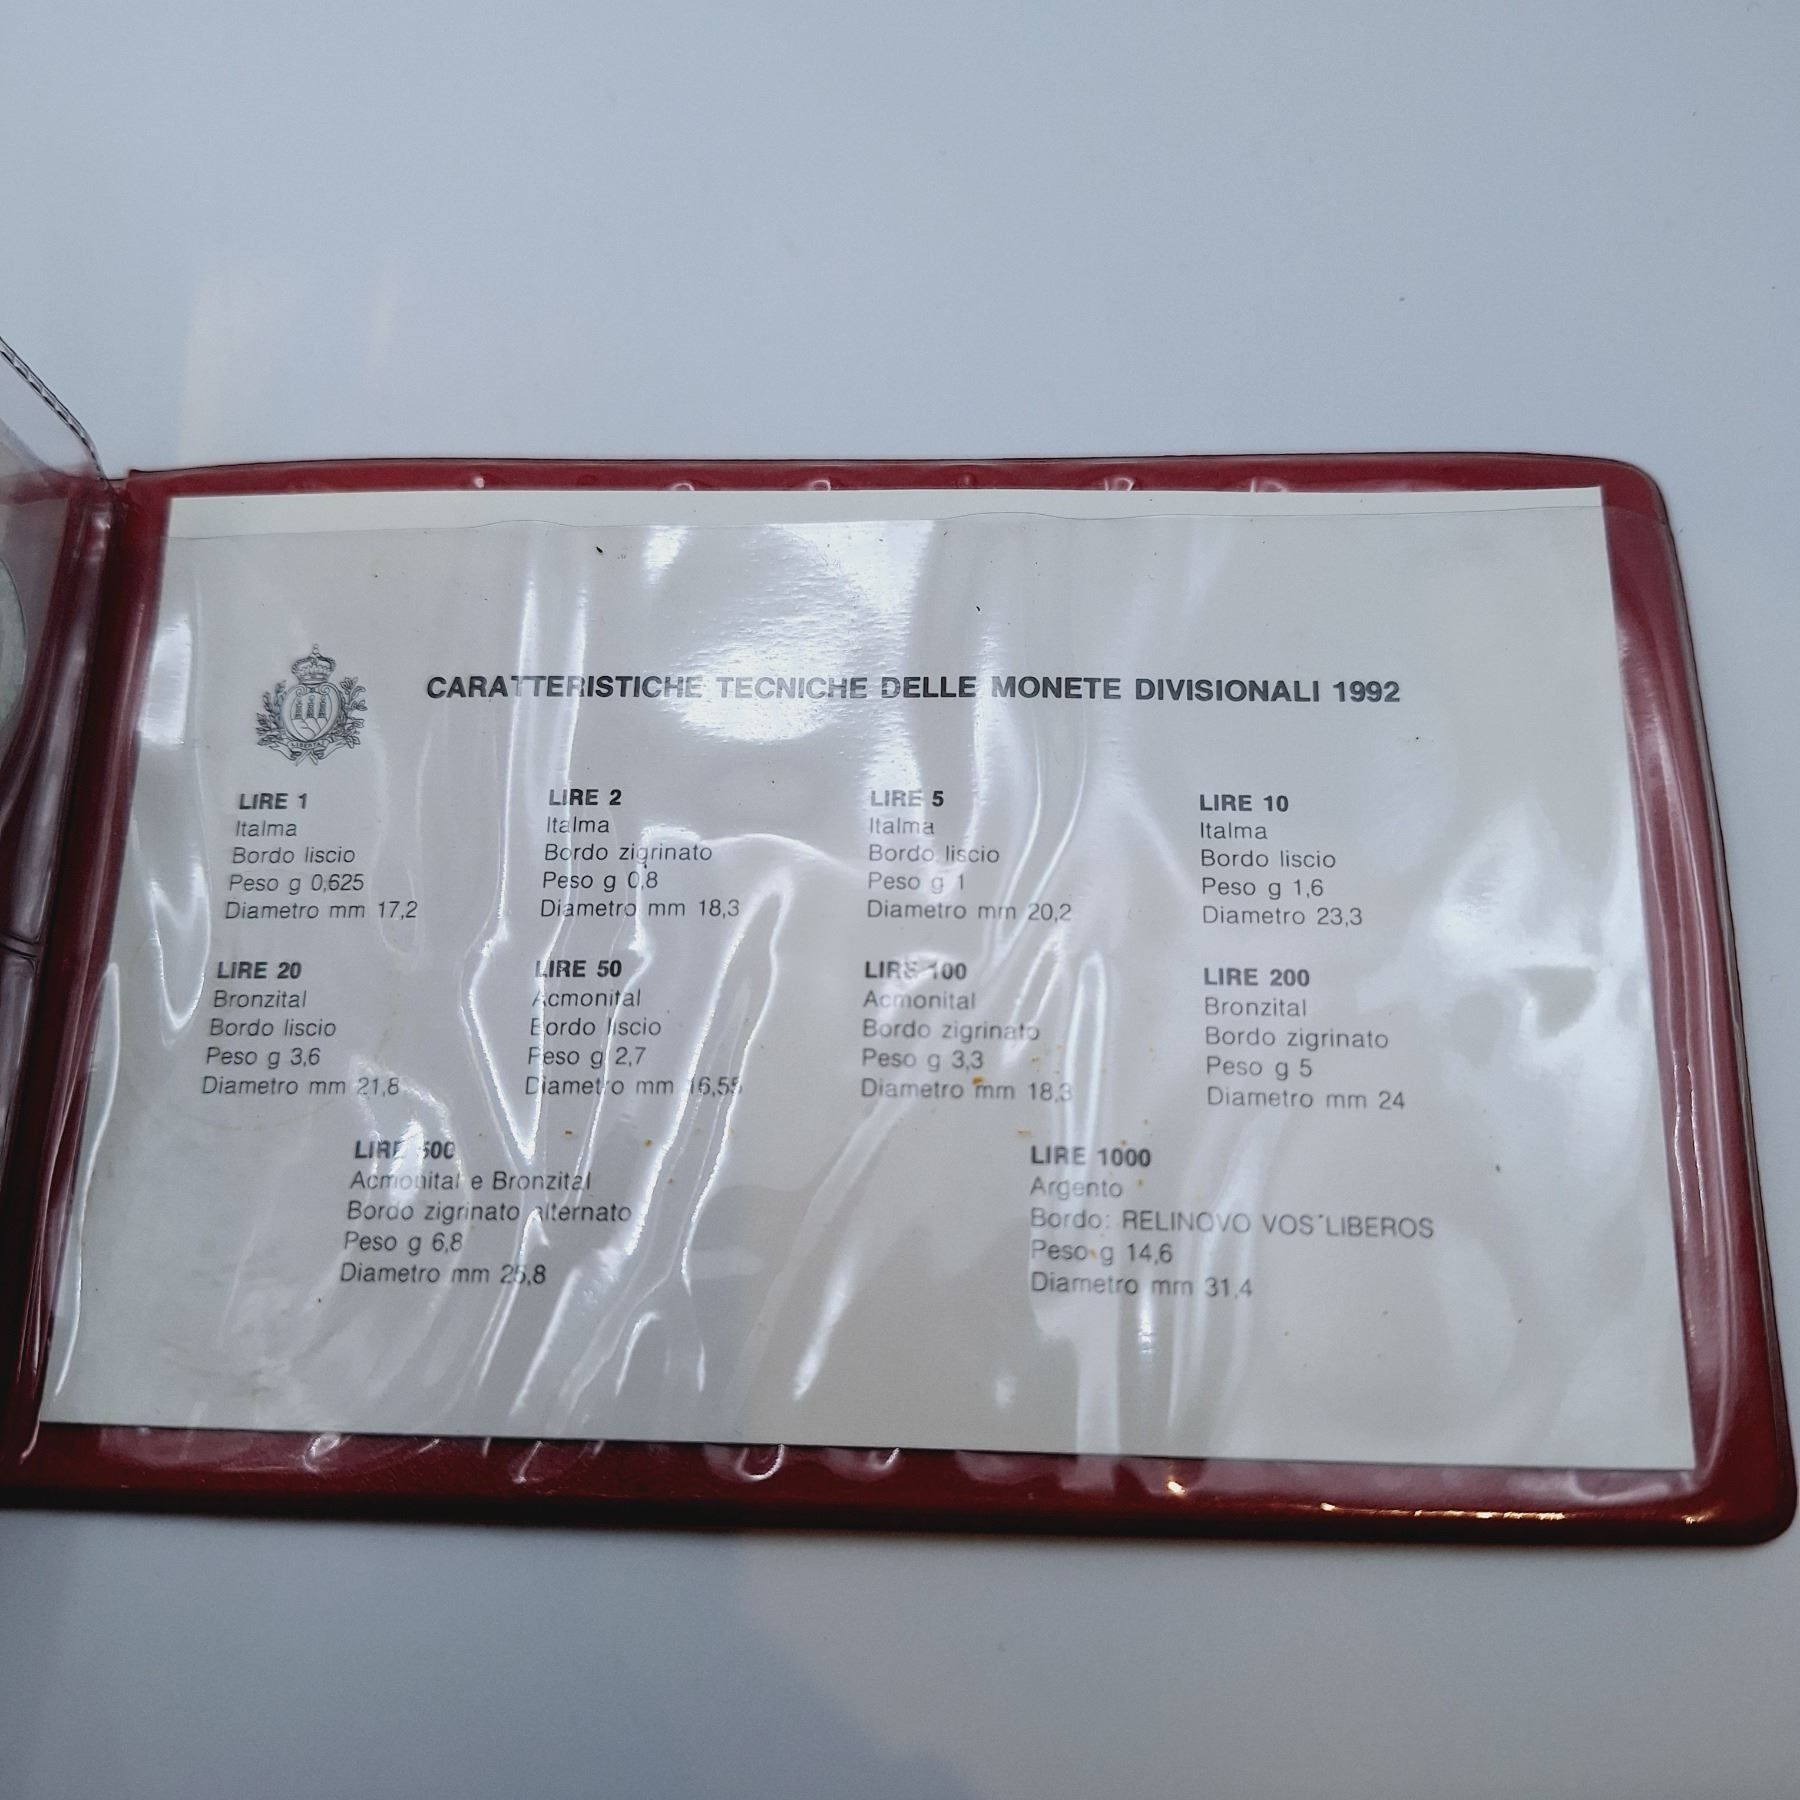 CARATTERISTICHE TECNICHE DELLE MONETE DIVISIONALI 1992
LIBERTAS
LIRE 1
Italma
Bordo liscio
Peso g 0,625
Diametro mm 17,2
LIRE 2
Italma
Bordo zigrinato
Peso g 0,8
Diametro mm 18,3
LIRE 5
Italma
Bordo liscio
Peso g 1
Diametro mm 20,2
LIRE 10
Italma
Bordo liscio
Peso g 1,6
Diametro 23,3
LIRE 20
Bronzital
Bordo liscio
Peso g 3,6
Diametro mm 21,8
LIRE 50
Acmonital
Bordo liscio
Peso g 2,7
Diametro mm 16,55
LIRE 100
Acmonital
Bordo zigrinato
Peso g 3,3
Diametro mm 18,3
LIRE 200
Bronzital
Bordo zigrinato
Peso g 5
Diametro mm 24
LIRE 500
Acmonital e Bronzital
Bordo zigrinato alternato
Peso g 6,8
Diametro mm 25,8
LIRE 1000
Argento
Bordo: RELINOVO VOS LIBEROS
Peso g 14,6
Diametro mm 31,4